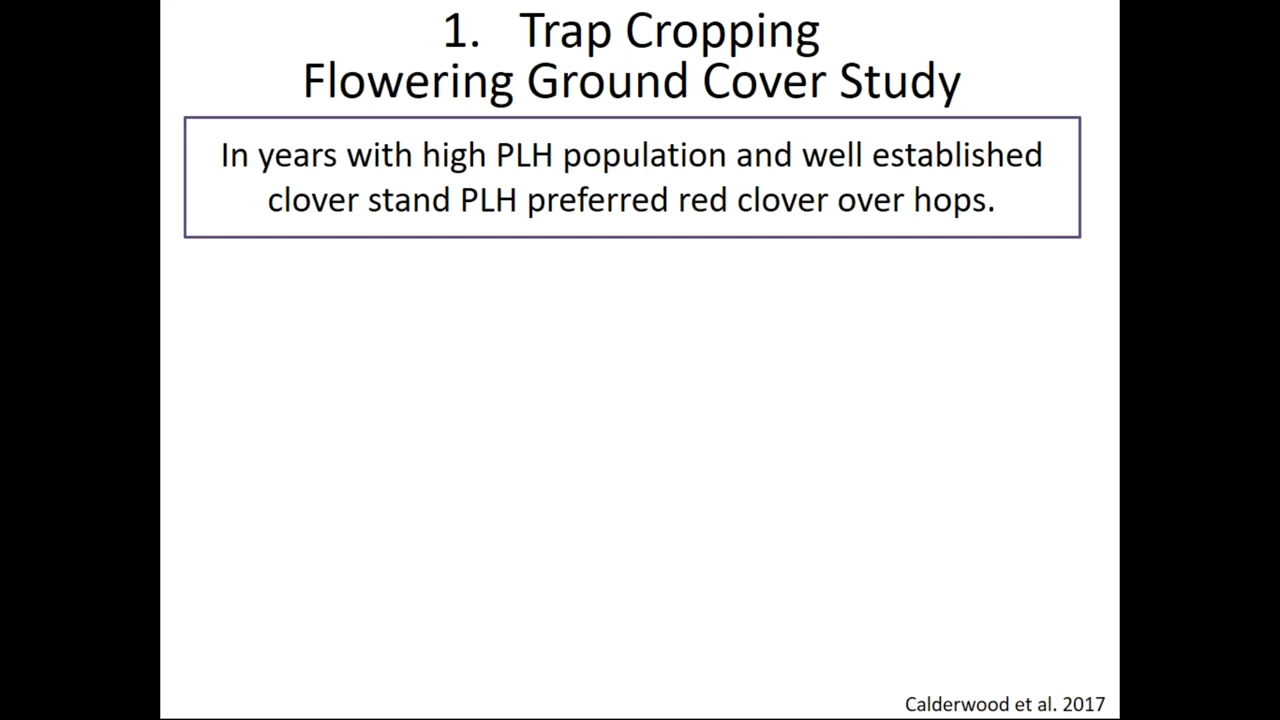 1. Trap Cropping
Flowering Ground Cover Study
In years with high PLH population and well established
clover stand PLH preferred red clover over hops.
Calderwood et al. 2017